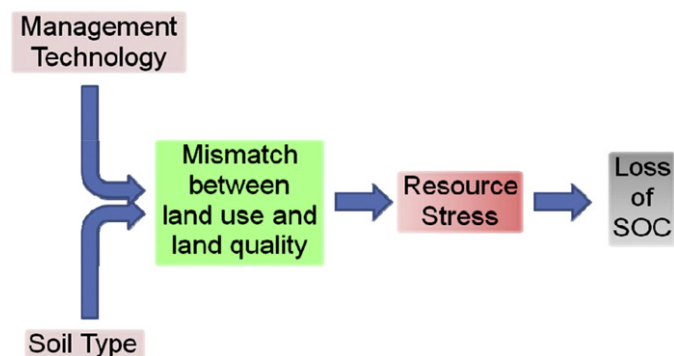 Management
Technology
Mismatch
between
land use and
land quality
Resource
Stress
Loss
of
SOC
Soil Type